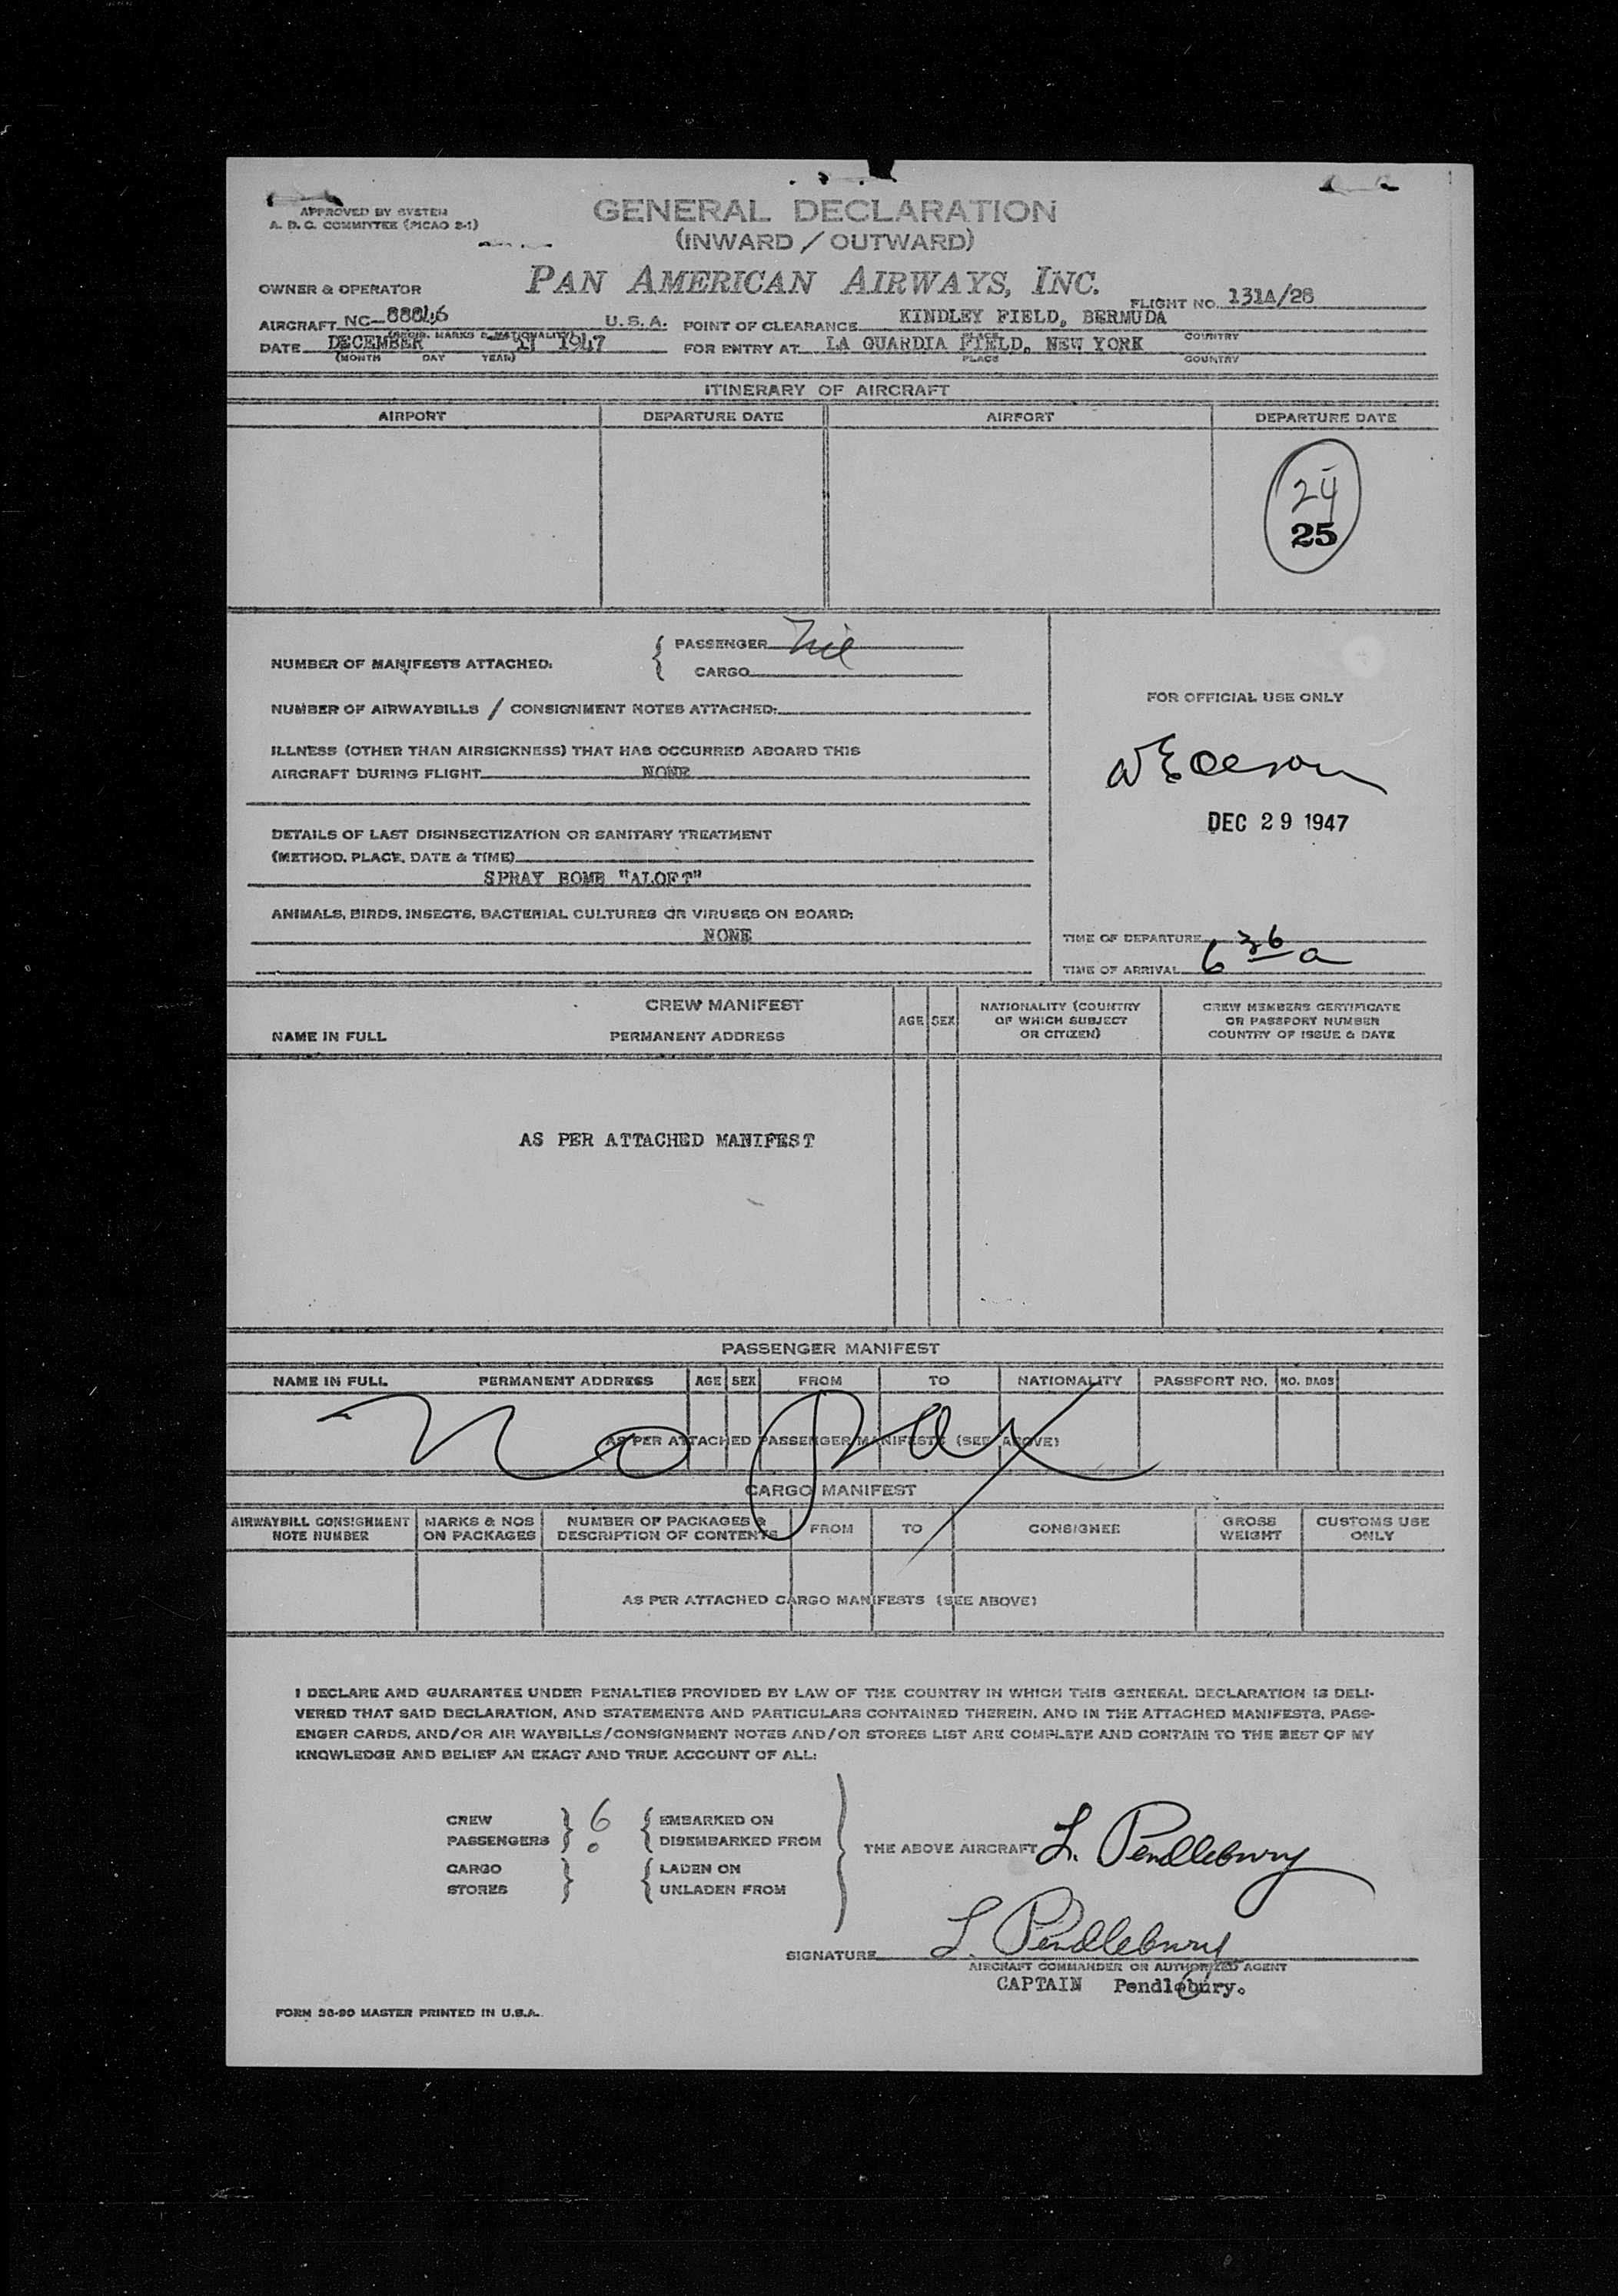 APPROVED BY SYSTEM
A. D. C. COMMITTEE (PICAO 2-1)
GENERAL DECLARATION
(INWARD / OUTWARD)
OWNER & OPERATOR PAN AMERICAN AIRWAYS, INC. FLIGHT NO. 131A/28
AIRCRAFT NC-88846 U. S. A. POINT OF CLEARANCE KINDLEY FIELD, BERMUDA
(REGIS. MARKS & NATIONALITY) PLACE COUNTRY
DATE DECEMBER 1947 FOR ENTRY AT LA GUARDIA FIELD, NEW YORK
(MONTH DAY YEAR) PLACE COUNTRY
ITINERARY OF AIRCRAFT
AIRPORT DEPARTURE DATE AIRPORT DEPARTURE DATE
24
25
NUMBER OF MANIFESTS ATTACHED: { PASSENGER Nil
CARGO
NUMBER OF AIRWAYBILLS / CONSIGNMENT NOTES ATTACHED:
FOR OFFICIAL USE ONLY
ILLNESS (OTHER THAN AIRSICKNESS) THAT HAS OCCURRED ABOARD THIS
AIRCRAFT DURING FLIGHT NONE
DEC 29 1947
DETAILS OF LAST DISINSECTIZATION OR SANITARY TREATMENT
(METHOD, PLACE, DATE & TIME)
SPRAY BOMB "ALOFT"
ANIMALS, BIRDS, INSECTS, BACTERIAL CULTURES OR VIRUSES ON BOARD:
NONE
TIME OF DEPARTURE
TIME OF ARRIVAL 6 36 a
CREW MANIFEST
NAME IN FULL PERMANENT ADDRESS AGE SEX NATIONALITY (COUNTRY OF WHICH SUBJECT OR CITIZEN) CREW MEMBERS CERTIFICATE OR PASSPORT NUMBER COUNTRY OF ISSUE & DATE
AS PER ATTACHED MANIFEST
PASSENGER MANIFEST
NAME IN FULL PERMANENT ADDRESS AGE SEX FROM TO NATIONALITY PASSPORT NO. NO. BAGS
No Pax
AS PER ATTACHED PASSENGER MANIFESTS (SEE ABOVE)
CARGO MANIFEST
AIRWAYBILL CONSIGNMENT NOTE NUMBER MARKS & NOS ON PACKAGES NUMBER OF PACKAGES & DESCRIPTION OF CONTENTS FROM TO CONSIGNEE GROSS WEIGHT CUSTOMS USE ONLY
AS PER ATTACHED CARGO MANIFESTS (SEE ABOVE)
I DECLARE AND GUARANTEE UNDER PENALTIES PROVIDED BY LAW OF THE COUNTRY IN WHICH THIS GENERAL DECLARATION IS DELI-
VERED THAT SAID DECLARATION, AND STATEMENTS AND PARTICULARS CONTAINED THEREIN, AND IN THE ATTACHED MANIFESTS, PASS-
ENGER CARDS, AND/OR AIR WAYBILLS/CONSIGNMENT NOTES AND/OR STORES LIST ARE COMPLETE AND CONTAIN TO THE BEST OF MY
KNOWLEDGE AND BELIEF AN EXACT AND TRUE ACCOUNT OF ALL:
CREW } 6 { EMBARKED ON
PASSENGERS } 0 { DISEMBARKED FROM
THE ABOVE AIRCRAFT L. Pendlebury
CARGO } { LADEN ON
STORES } { UNLADEN FROM
SIGNATURE L. Pendlebury
AIRCRAFT COMMANDER OR AUTHORIZED AGENT
CAPTAIN Pendlebury.
FORM 36-90 MASTER PRINTED IN U.S.A.